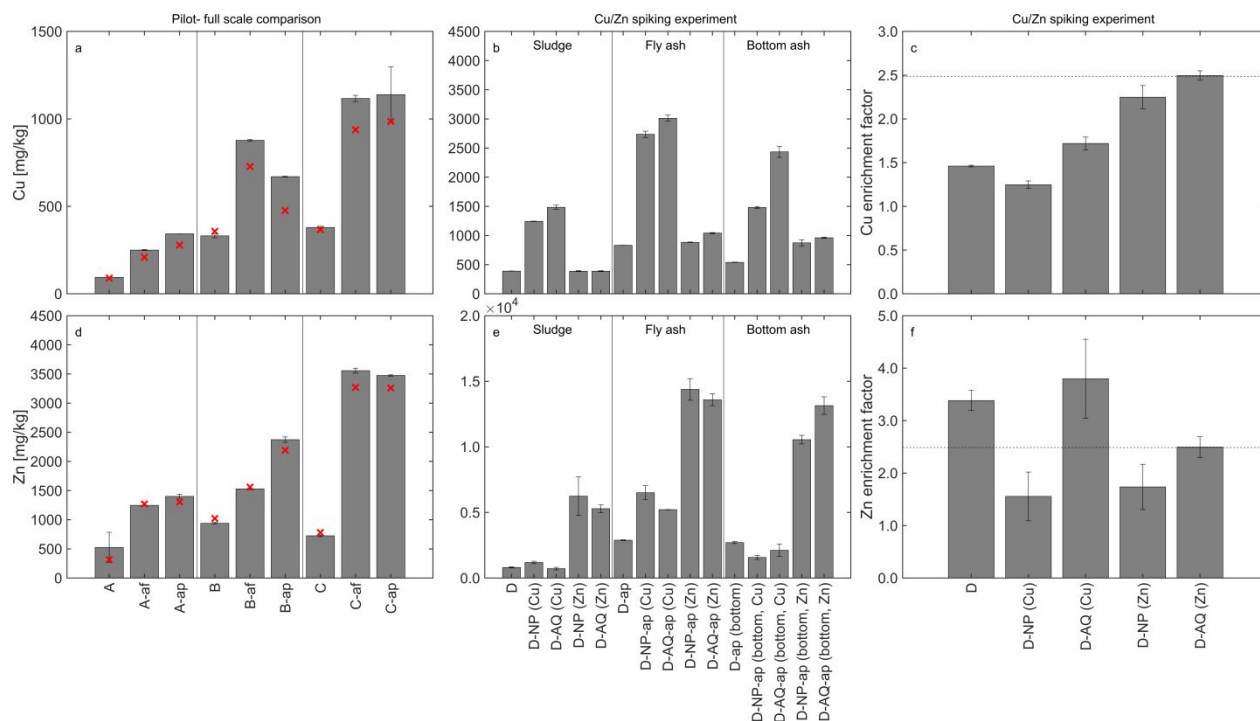 Pilot- full scale comparison
Cu/Zn spiking experiment
Cu/Zn spiking experiment
a
Cu [mg/kg]
1500
1000
500
0
b
Sludge
Fly ash
Bottom ash
4500
4000
3500
3000
2500
2000
1500
1000
500
0
c
Cu enrichment factor
3.0
2.5
2.0
1.5
1.0
0.5
0.0
d
Zn [mg/kg]
4500
4000
3500
3000
2500
2000
1500
1000
500
0
A
A-af
A-ap
B
B-af
B-ap
C
C-af
C-ap
×10⁴
e
Sludge
Fly ash
Bottom ash
2.0
1.5
1.0
0.5
0.0
D
D-NP (Cu)
D-AQ (Cu)
D-NP (Zn)
D-AQ (Zn)
D-ap
D-NP-ap (Cu)
D-AQ-ap (Cu)
D-NP-ap (Zn)
D-AQ-ap (Zn)
D-ap (bottom)
D-NP-ap (bottom, Cu)
D-AQ-ap (bottom, Cu)
D-NP-ap (bottom, Zn)
D-AQ-ap (bottom, Zn)
f
Zn enrichment factor
5.0
4.0
3.0
2.0
1.0
0.0
D
D-NP (Cu)
D-AQ (Cu)
D-NP (Zn)
D-AQ (Zn)